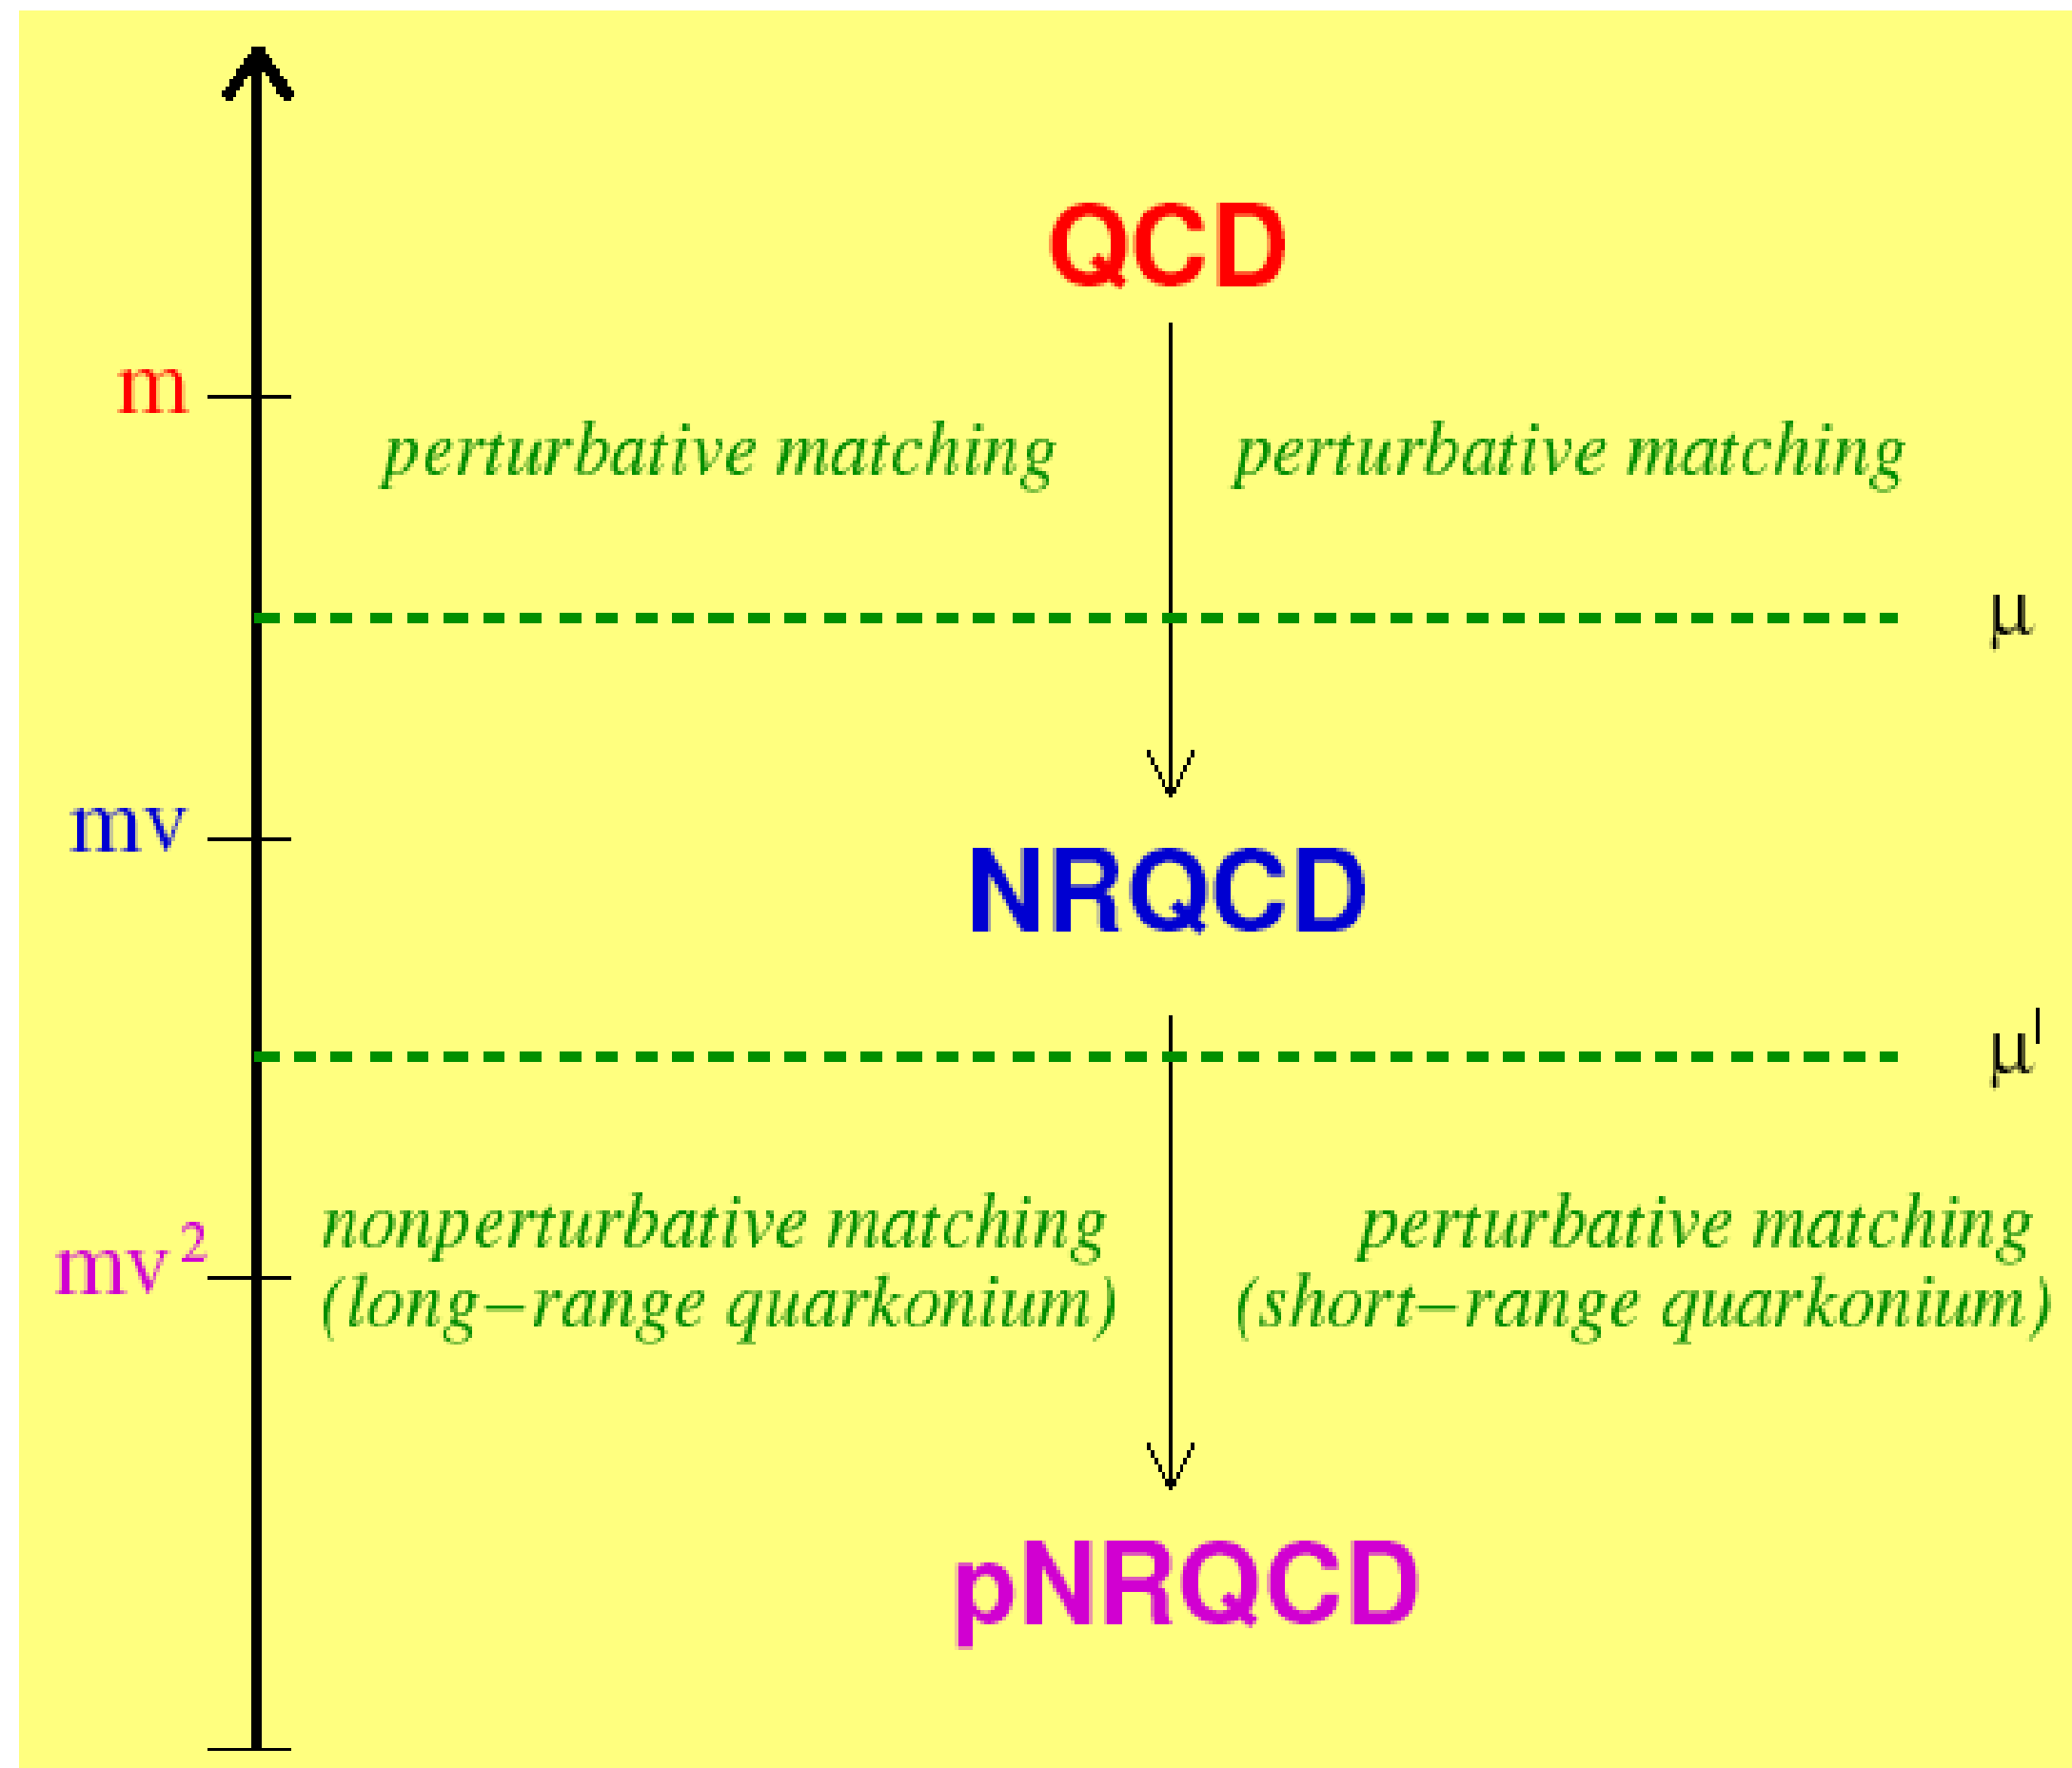 QCD
m
perturbative matching perturbative matching
μ
mv
NRQCD
μ'
nonperturbative matching perturbative matching
mv²
(long−range quarkonium) (short−range quarkonium)
pNRQCD